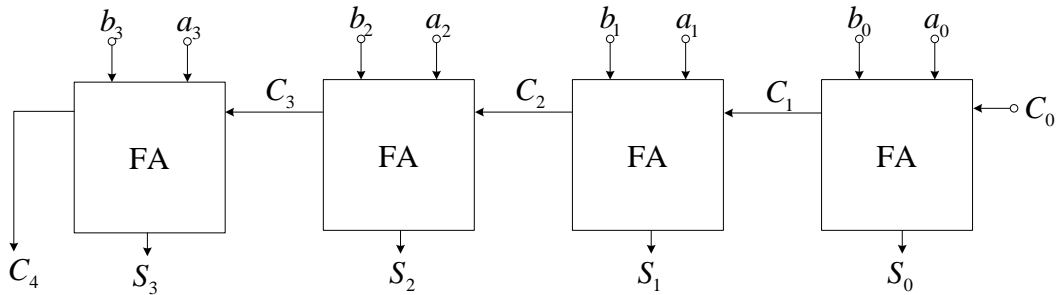 b₃ a₃ b₂ a₂ b₁ a₁ b₀ a₀
C₃ C₂ C₁ C₀
FA FA FA FA
C₄ S₃ S₂ S₁ S₀